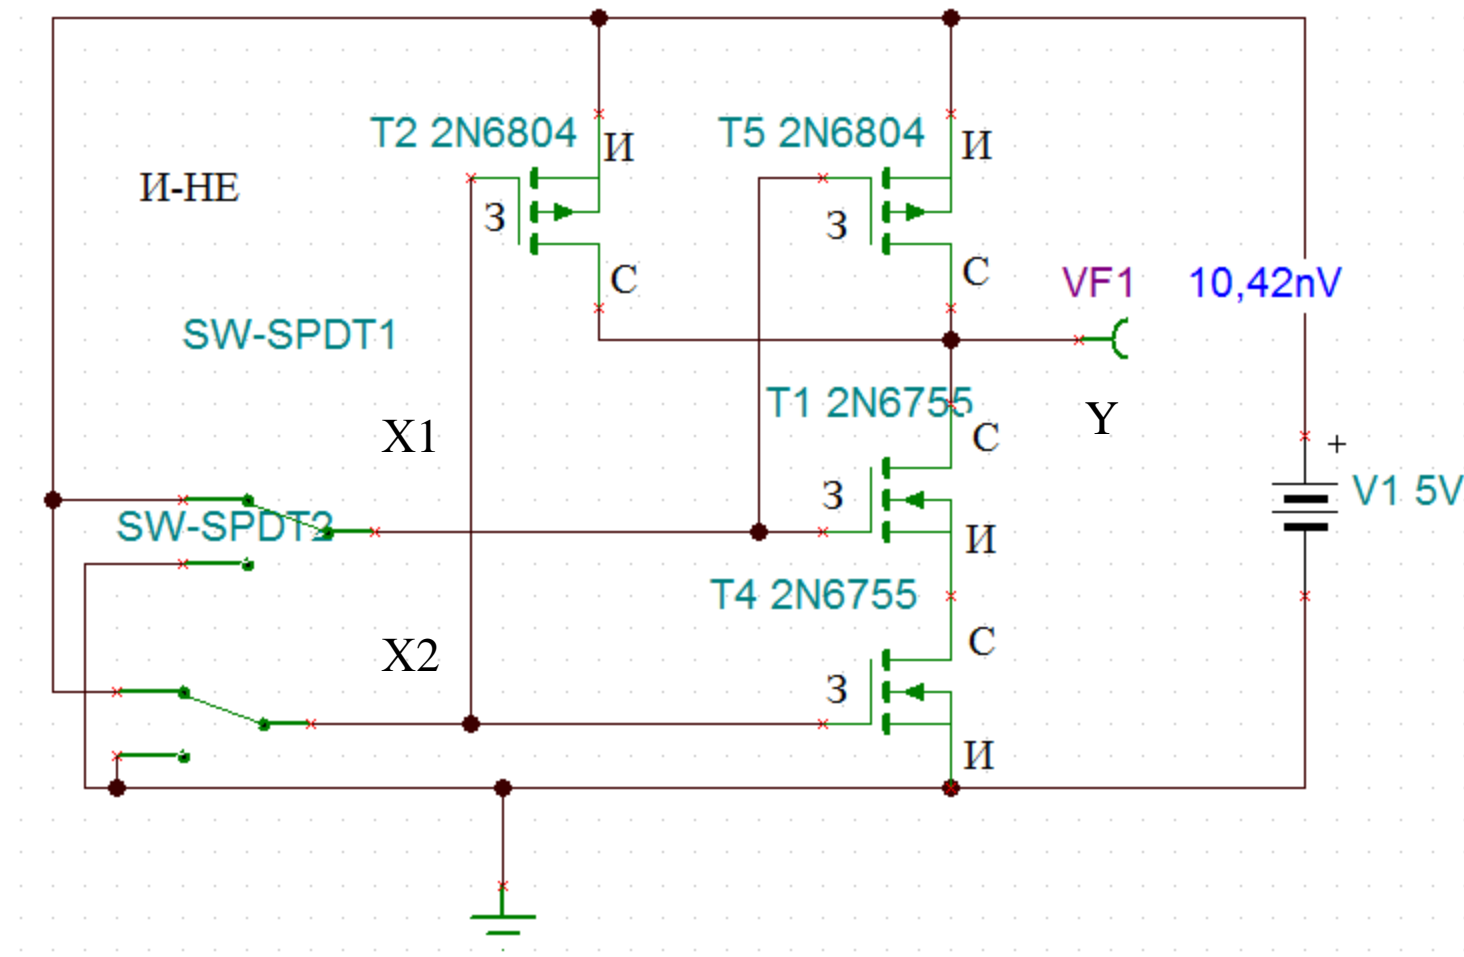 T2 2N6804
И
T5 2N6804
И
И-НЕ
З
З
С
С
VF1
10,42nV
SW-SPDT1
T1 2N6755
X1
Y
С
+
З
V1 5V
SW-SPDT2
И
T4 2N6755
X2
С
З
И